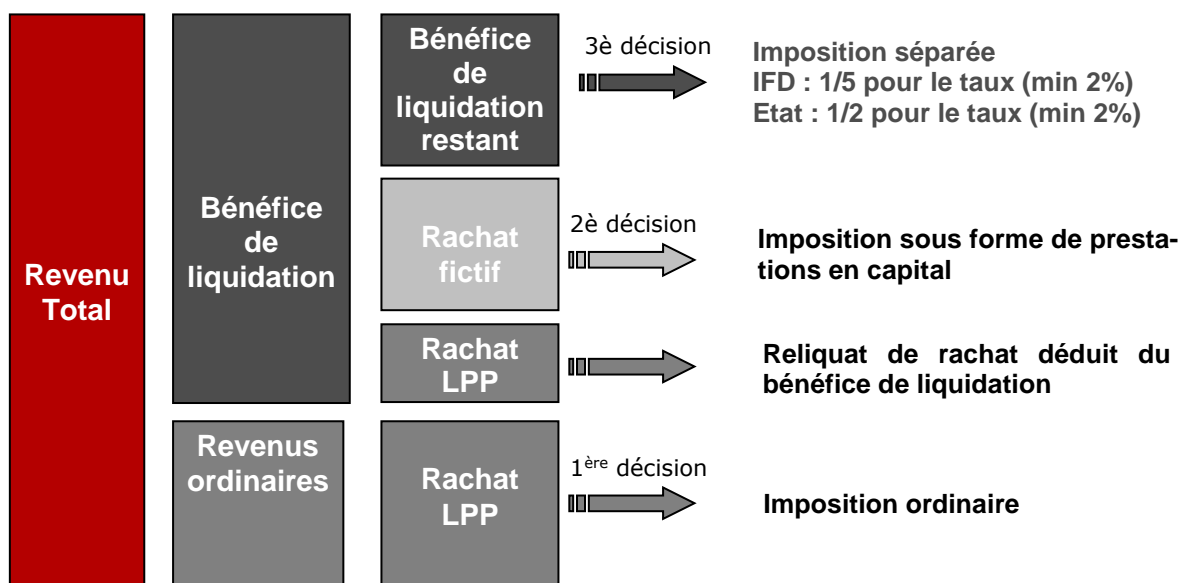 Revenu
Total
Bénéfice
de
liquidation
Revenus
ordinaires
Bénéfice
de
liquidation
restant
3è décision
Imposition séparée
IFD : 1/5 pour le taux (min 2%)
Etat : 1/2 pour le taux (min 2%)
Rachat
fictif
2è décision
Imposition sous forme de presta-
tions en capital
Rachat
LPP
Reliquat de rachat déduit du
bénéfice de liquidation
Rachat
LPP
1ère décision
Imposition ordinaire